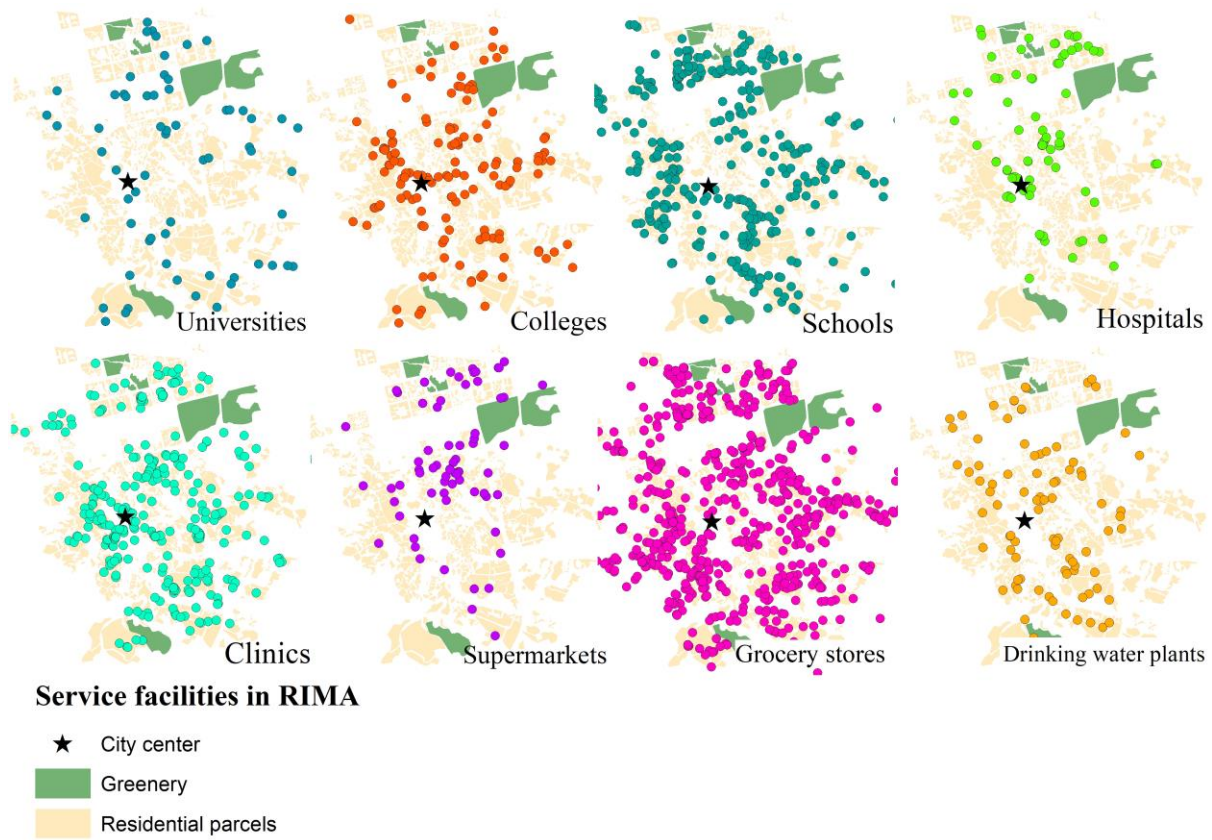 Universities
Colleges
Schools
Hospitals
Clinics
Supermarkets
Grocery stores
Drinking water plants
Service facilities in RIMA
City center
Greenery
Residential parcels